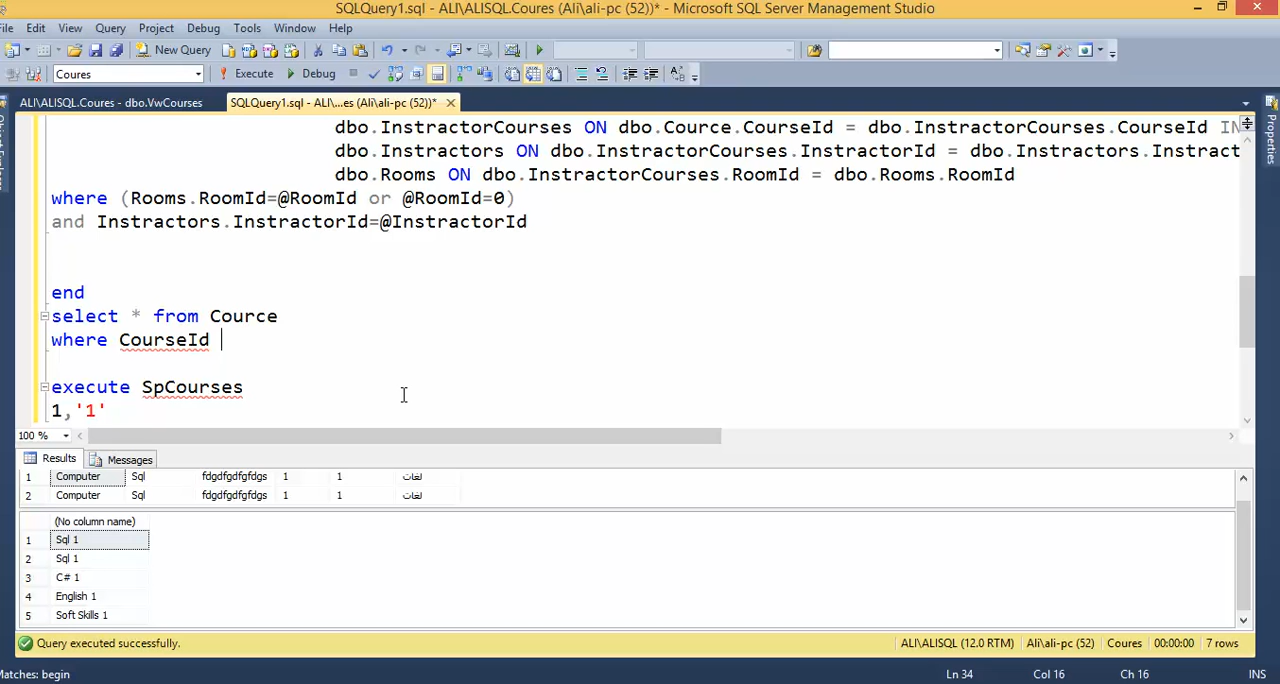 SQLQuery1.sql - ALI\ALISQL.Coures (Ali\ali-pc (52))* - Microsoft SQL Server Management Studio
File Edit View Query Project Debug Tools Window Help
New Query
Coures Execute Debug
ALI\ALISQL.Coures - dbo.VwCourses SQLQuery1.sql - ALI\...es (Ali\ali-pc (52))*
dbo.InstractorCourses ON dbo.Cource.CourseId = dbo.InstractorCourses.CourseId IN
dbo.Instractors ON dbo.InstractorCourses.InstractorId = dbo.Instractors.Instract
dbo.Rooms ON dbo.InstractorCourses.RoomId = dbo.Rooms.RoomId
where (Rooms.RoomId=@RoomId or @RoomId=0)
and Instractors.InstractorId=@InstractorId
end
select * from Cource
where CourseId
execute SpCourses
1,'1'
100 %
Results Messages
1 Computer Sql fdgdfgdfgfdgs 1 1 لغات
2 Computer Sql fdgdfgdfgfdgs 1 1 لغات
(No column name)
1 Sql 1
2 Sql 1
3 C# 1
4 English 1
5 Soft Skills 1
Query executed successfully. ALI\ALISQL (12.0 RTM) Ali\ali-pc (52) Coures 00:00:00 7 rows
Matches: begin Ln 34 Col 16 Ch 16 INS
Properties